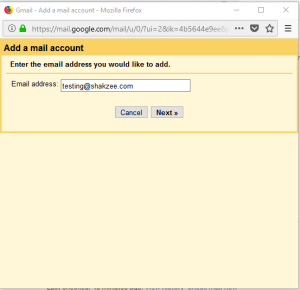 Gmail - Add a mail account - Mozilla Firefox
https://mail.google.com/mail/u/0/?ui=2&ik=4b5644e9ee
Add a mail account
Enter the email address you would like to add.
Email address: testing@shakzee.com
Cancel Next »